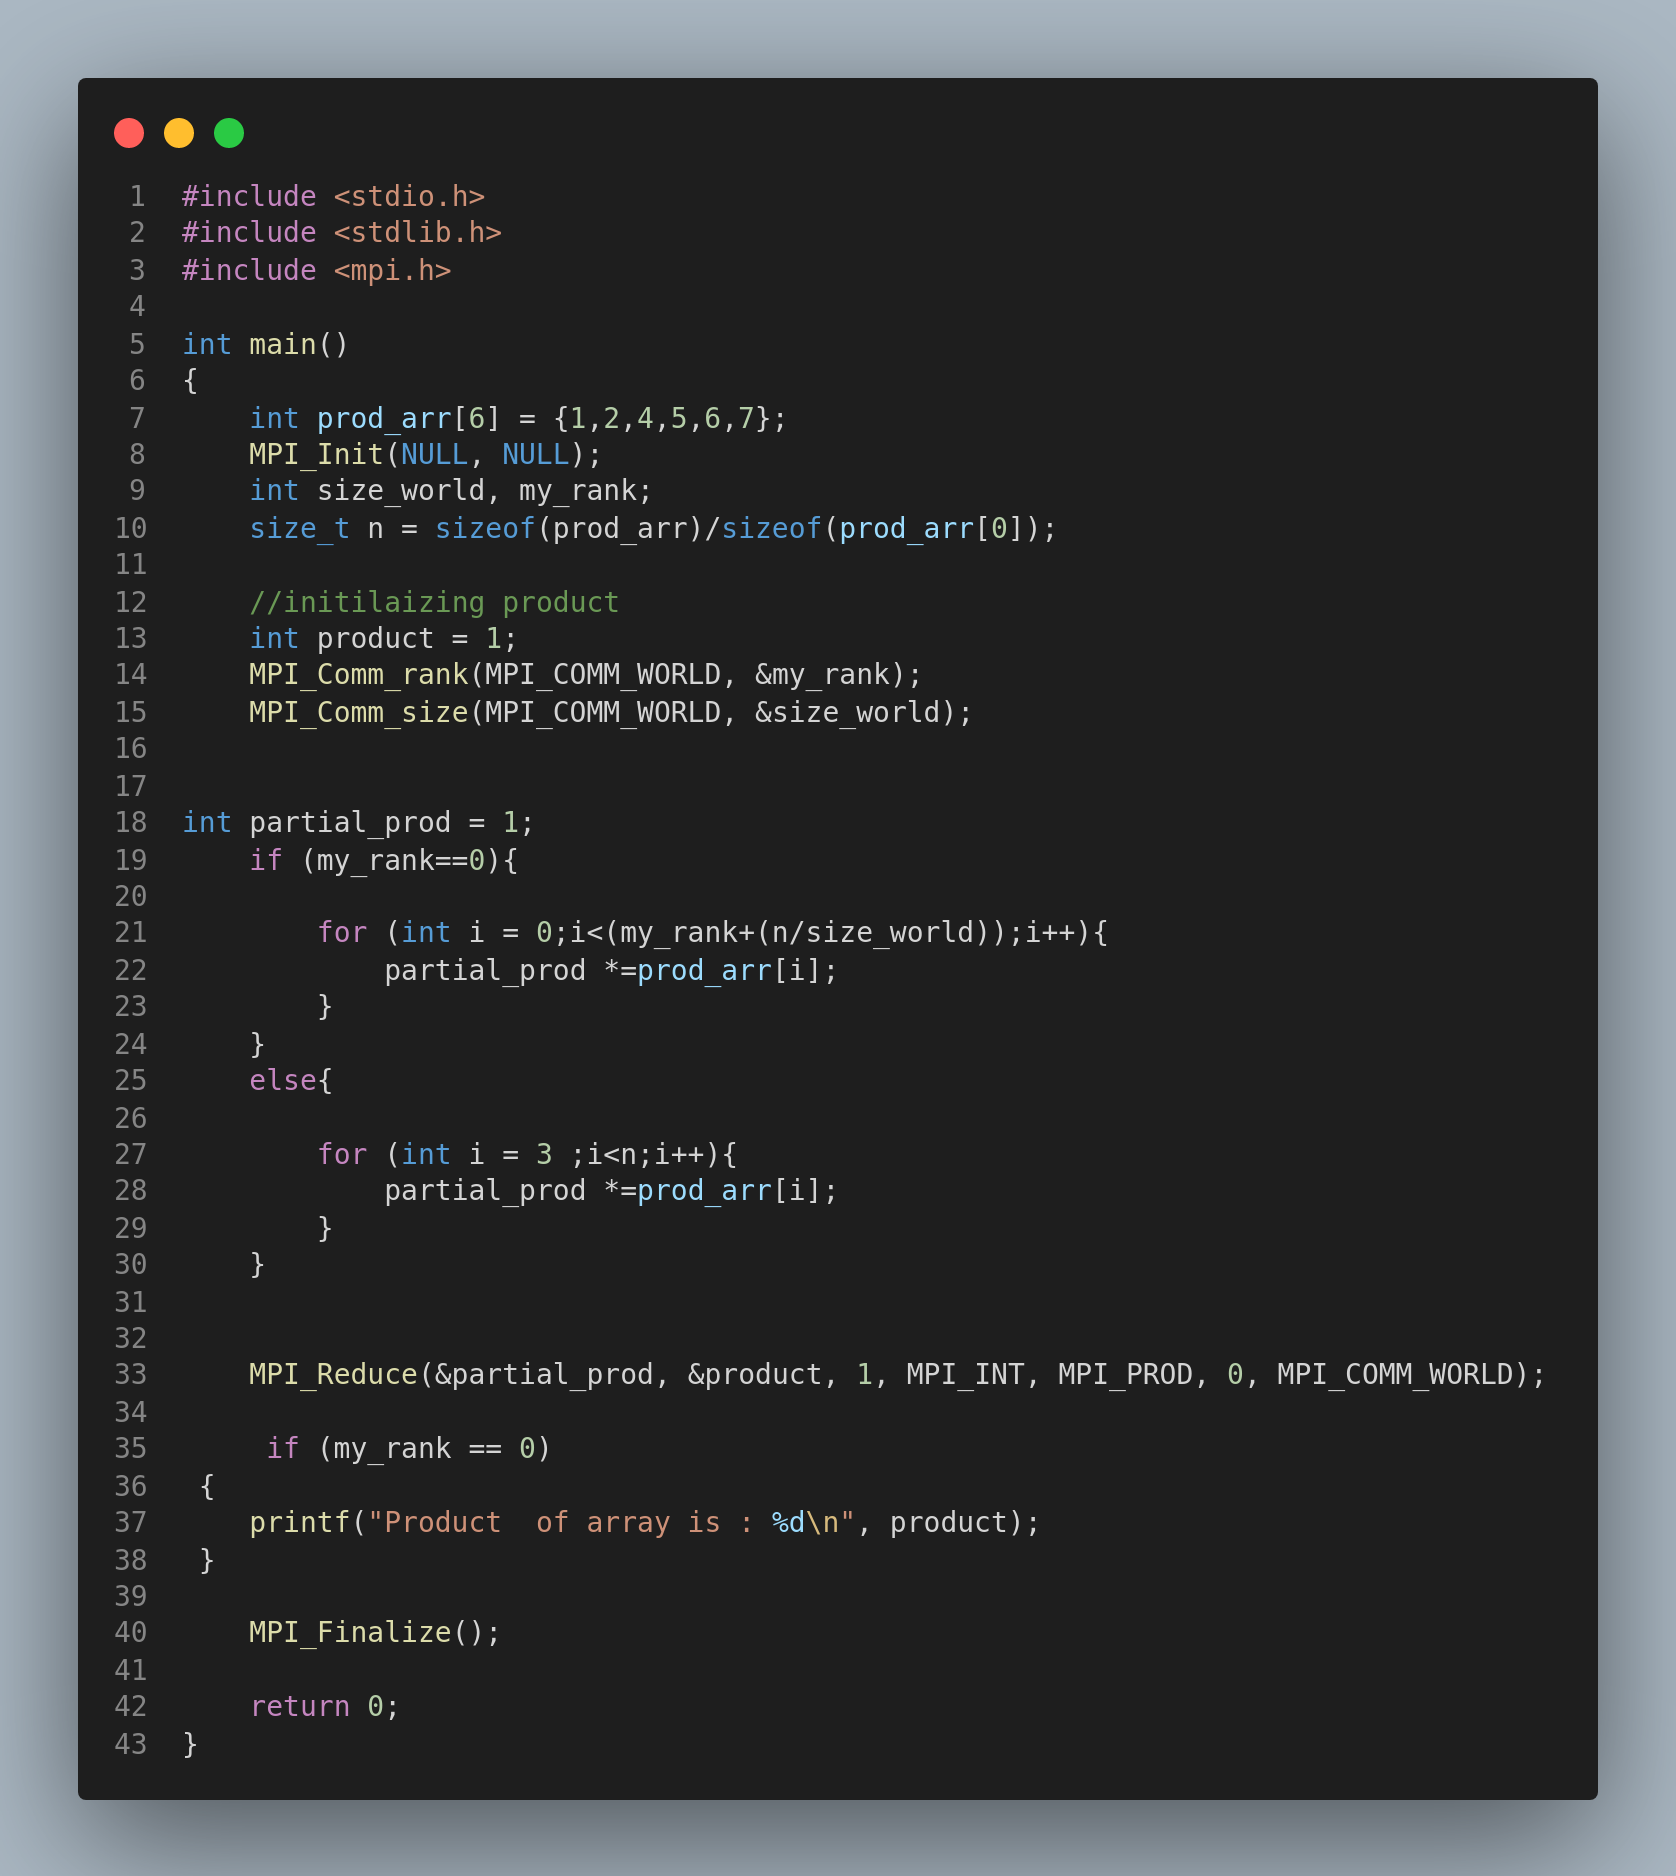 1 #include <stdio.h>
2 #include <stdlib.h>
3 #include <mpi.h>
4
5 int main()
6 {
7     int prod_arr[6] = {1,2,4,5,6,7};
8     MPI_Init(NULL, NULL);
9     int size_world, my_rank;
10     size_t n = sizeof(prod_arr)/sizeof(prod_arr[0]);
11
12     //initilaizing product
13     int product = 1;
14     MPI_Comm_rank(MPI_COMM_WORLD, &my_rank);
15     MPI_Comm_size(MPI_COMM_WORLD, &size_world);
16
17
18 int partial_prod = 1;
19     if (my_rank==0){
20
21         for (int i = 0;i<(my_rank+(n/size_world));i++){
22             partial_prod *=prod_arr[i];
23         }
24     }
25     else{
26
27         for (int i = 3 ;i<n;i++){
28             partial_prod *=prod_arr[i];
29         }
30     }
31
32
33     MPI_Reduce(&partial_prod, &product, 1, MPI_INT, MPI_PROD, 0, MPI_COMM_WORLD);
34
35      if (my_rank == 0)
36  {
37     printf("Product  of array is : %d\n", product);
38  }
39
40     MPI_Finalize();
41
42     return 0;
43 }